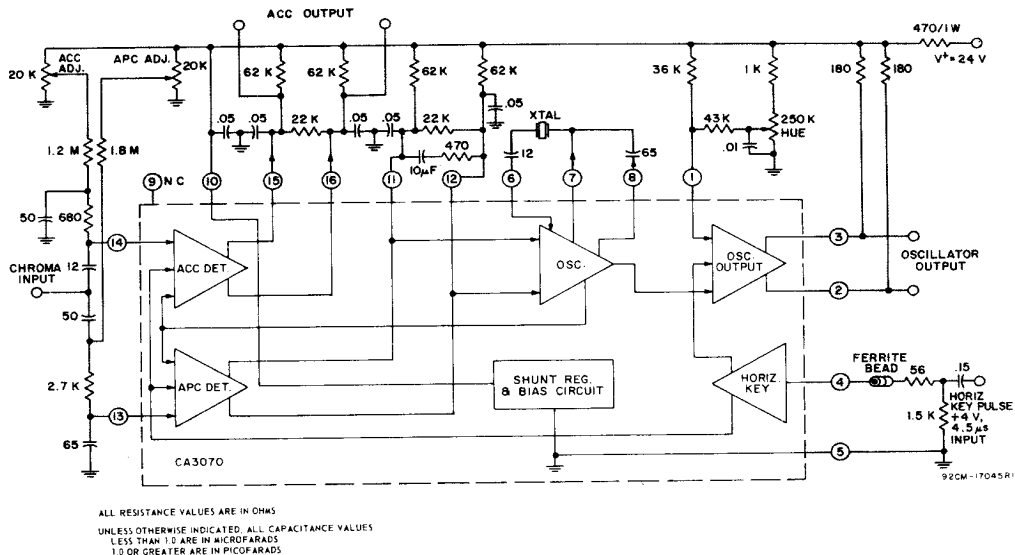 ACC OUTPUT
470/1W
V+ = 24 V
ACC ADJ.
APC ADJ.
20 K
20 K
62 K
62 K
62 K
62 K
36 K
1 K
180
180
.05
.05
.05
22 K
.05
.05
22 K
XTAL
43 K
250 K
HUE
.01
1.2 M
1.8 M
10µF
470
12
65
9 NC
10
15
16
11
12
6
7
8
1
50
680
14
ACC DET.
OSC.
OSC. OUTPUT
3
OSCILLATOR OUTPUT
2
CHROMA INPUT
12
50
2.7 K
APC DET.
SHUNT REG. & BIAS CIRCUIT
HORIZ. KEY
4
FERRITE BEAD
56
.15
HORIZ
KEY PULSE
+4 V,
4.5µs
INPUT
1.5 K
13
65
5
CA3070
92CM-17045R1
ALL RESISTANCE VALUES ARE IN OHMS
UNLESS OTHERWISE INDICATED, ALL CAPACITANCE VALUES
LESS THAN 1.0 ARE IN MICROFARADS
1.0 OR GREATER ARE IN PICOFARADS